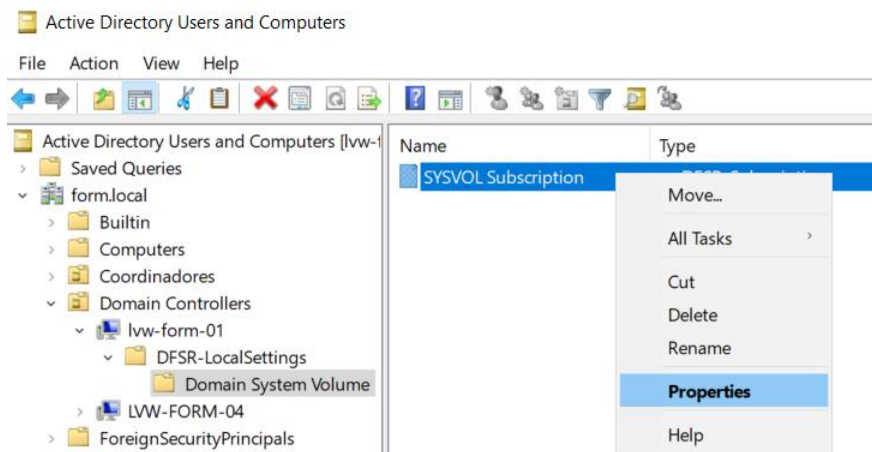 Active Directory Users and Computers
File Action View Help
Active Directory Users and Computers [lvw-f
Saved Queries
form.local
Builtin
Computers
Coordinadores
Domain Controllers
lvw-form-01
DFSR-LocalSettings
Domain System Volume
LVW-FORM-04
ForeignSecurityPrincipals
Name Type
SYSVOL Subscription
Move...
All Tasks
Cut
Delete
Rename
Properties
Help